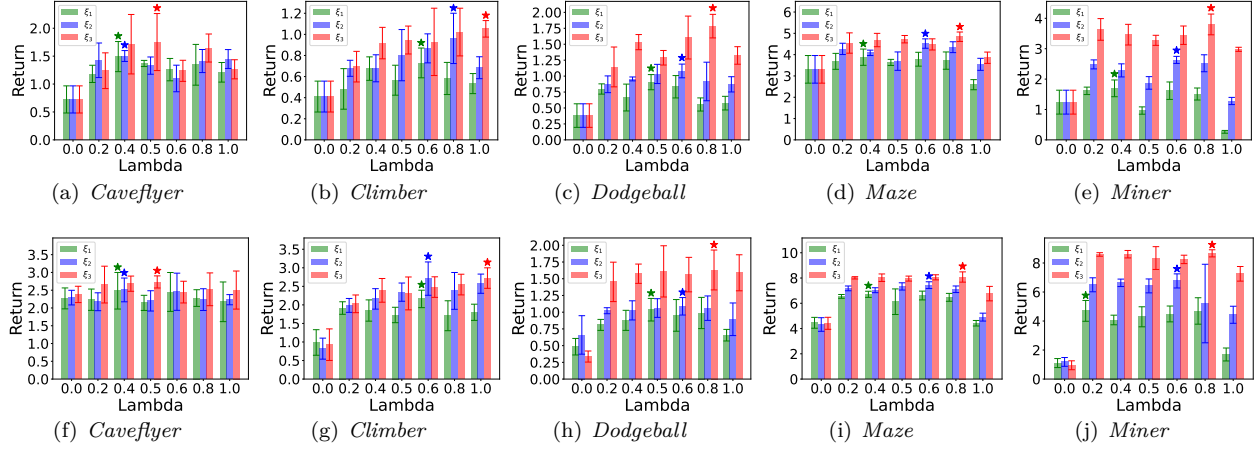 2.0
1.5
1.0
0.5
0.0
Return
ξ1
ξ2
ξ3
0.0 0.2 0.4 0.5 0.6 0.8 1.0
Lambda
(a) Caveflyer
1.2
1.0
0.8
0.6
0.4
0.2
0.0
Return
ξ1
ξ2
ξ3
0.0 0.2 0.4 0.5 0.6 0.8 1.0
Lambda
(b) Climber
2.00
1.75
1.50
1.25
1.00
0.75
0.50
0.25
0.00
Return
ξ1
ξ2
ξ3
0.0 0.2 0.4 0.5 0.6 0.8 1.0
Lambda
(c) Dodgeball
6
5
4
3
2
1
0
Return
ξ1
ξ2
ξ3
0.0 0.2 0.4 0.5 0.6 0.8 1.0
Lambda
(d) Maze
4
3
2
1
0
Return
ξ1
ξ2
ξ3
0.0 0.2 0.4 0.5 0.6 0.8 1.0
Lambda
(e) Miner
3.5
3.0
2.5
2.0
1.5
1.0
0.5
0.0
Return
ξ1
ξ2
ξ3
0.0 0.2 0.4 0.5 0.6 0.8 1.0
Lambda
(f) Caveflyer
3.5
3.0
2.5
2.0
1.5
1.0
0.5
0.0
Return
ξ1
ξ2
ξ3
0.0 0.2 0.4 0.5 0.6 0.8 1.0
Lambda
(g) Climber
2.00
1.75
1.50
1.25
1.00
0.75
0.50
0.25
0.00
Return
ξ1
ξ2
ξ3
0.0 0.2 0.4 0.5 0.6 0.8 1.0
Lambda
(h) Dodgeball
10
8
6
4
2
0
Return
ξ1
ξ2
ξ3
0.0 0.2 0.4 0.5 0.6 0.8 1.0
Lambda
(i) Maze
8
6
4
2
0
Return
ξ1
ξ2
ξ3
0.0 0.2 0.4 0.5 0.6 0.8 1.0
Lambda
(j) Miner